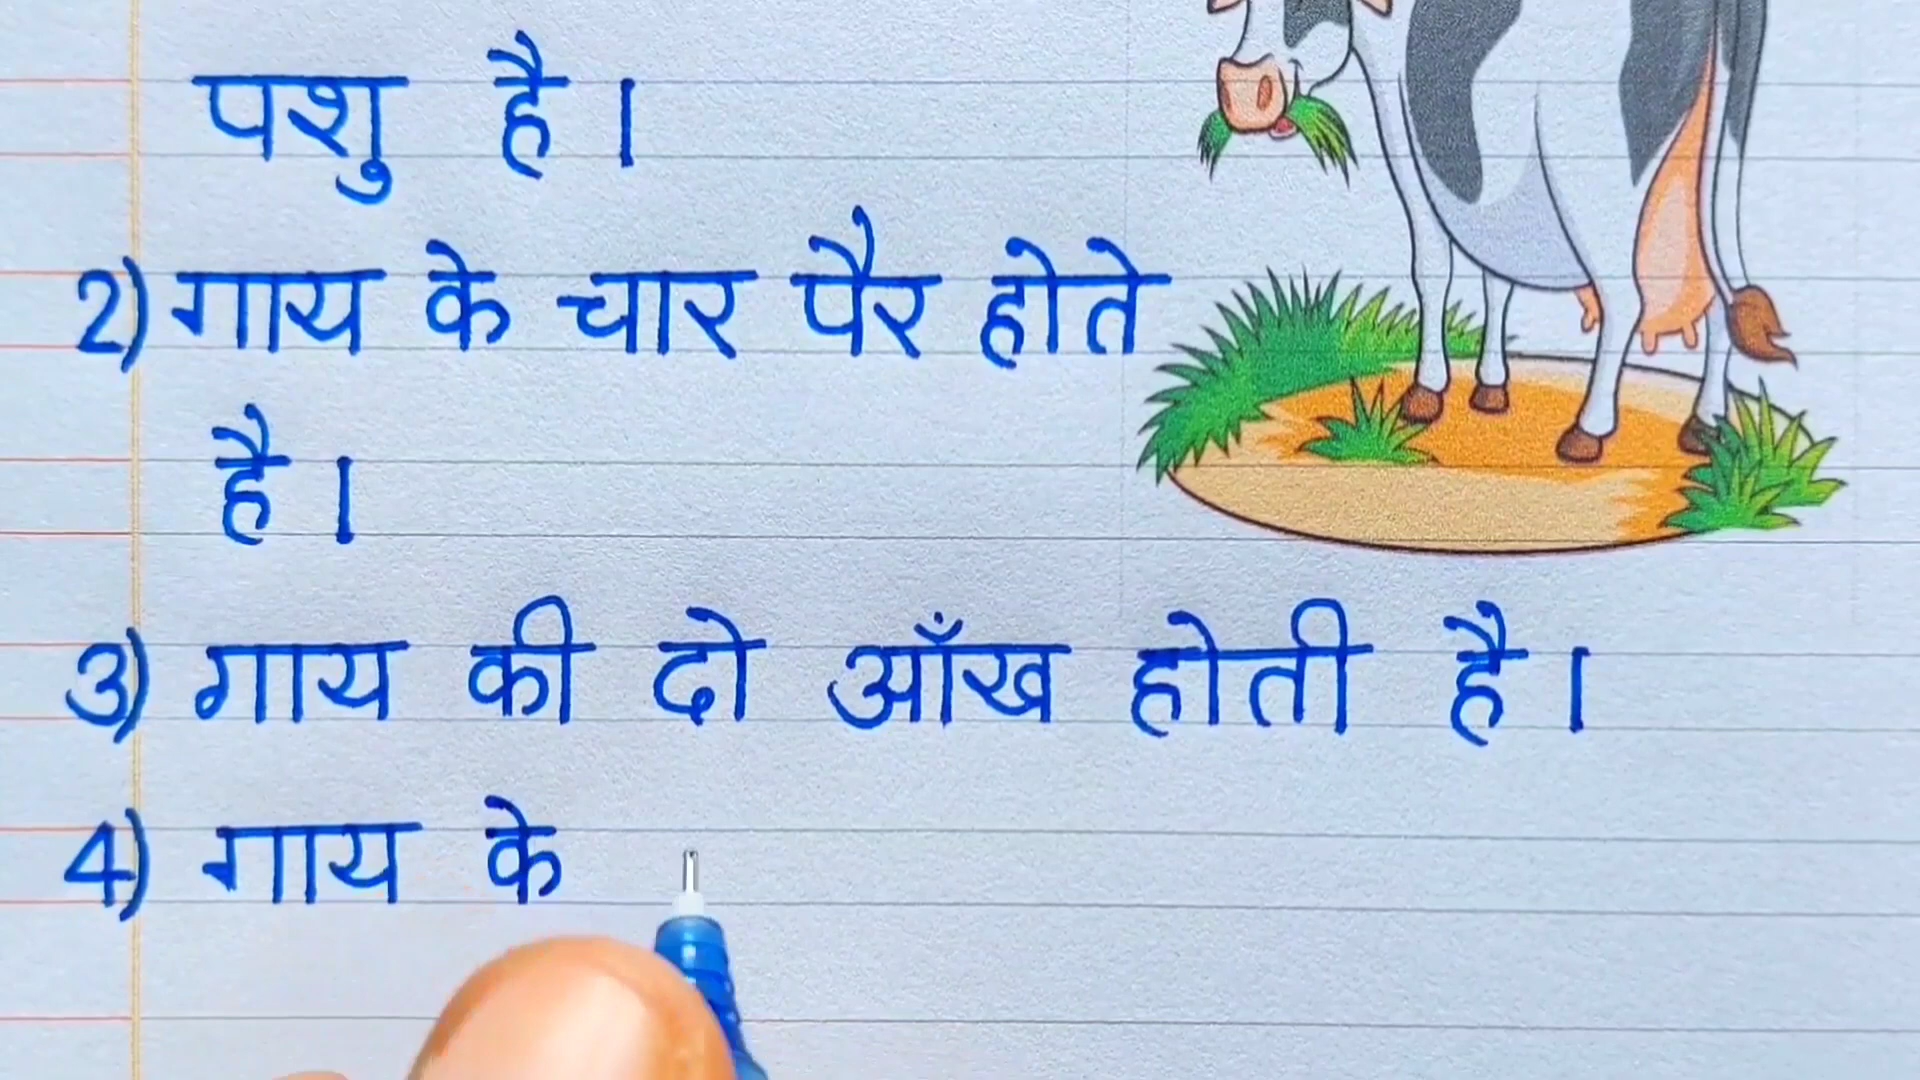 पशु है।
2) गाय के चार पैर होते
है।
3) गाय की दो आँख होती है।
4) गाय के